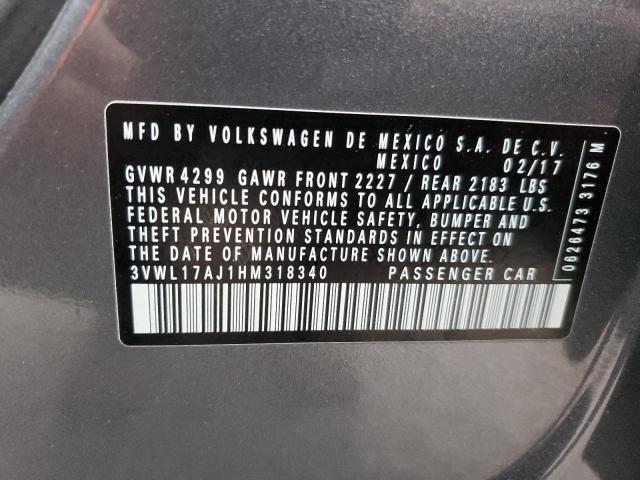 MFD BY VOLKSWAGEN DE MEXICO S.A. DE C.V.
MEXICO 02/17
GVWR 4299 GAWR FRONT 2227 / REAR 2183 LBS
THIS VEHICLE CONFORMS TO ALL APPLICABLE U.S.
FEDERAL MOTOR VEHICLE SAFETY, BUMPER AND
THEFT PREVENTION STANDARDS IN EFFECT ON
THE DATE OF MANUFACTURE SHOWN ABOVE.
3VWL17AJ1HM318340 PASSENGER CAR
0626473 3176 M